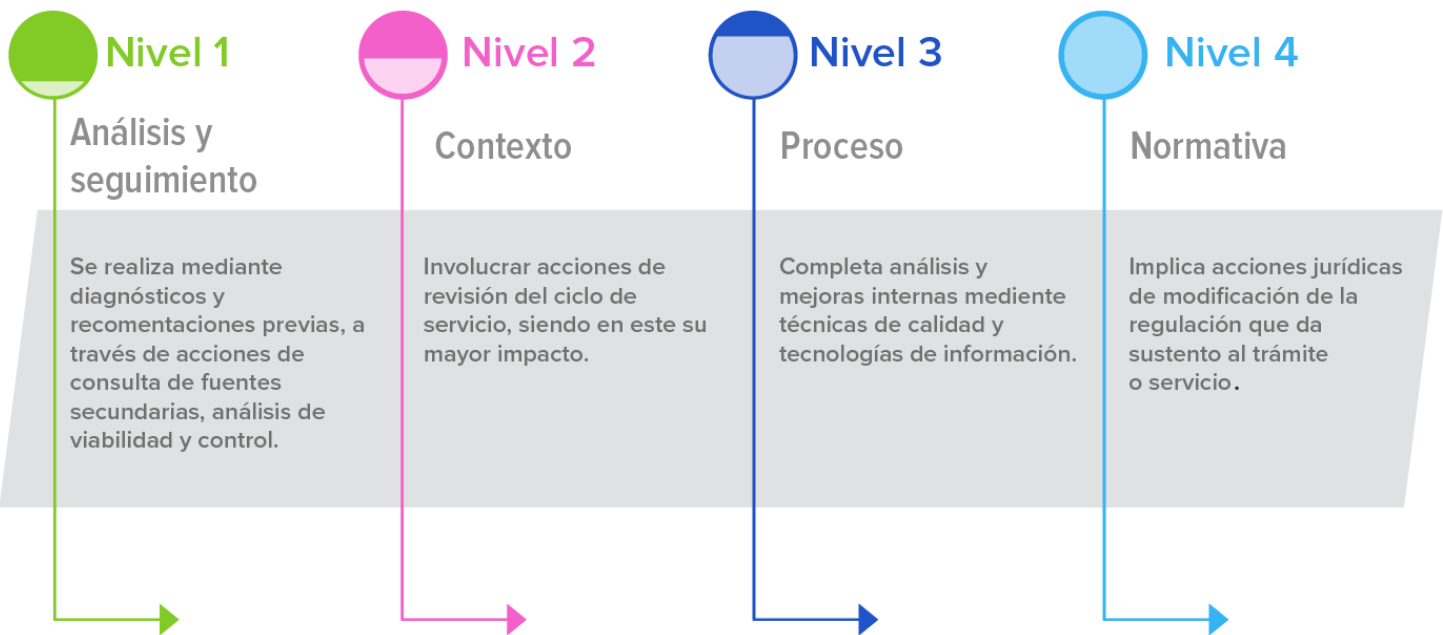 Nivel 1
Análisis y
seguimiento
Se realiza mediante
diagnósticos y
recomentaciones previas, a
través de acciones de
consulta de fuentes
secundarias, análisis de
viabilidad y control.
Nivel 2
Contexto
Involucrar acciones de
revisión del ciclo de
servicio, siendo en este su
mayor impacto.
Nivel 3
Proceso
Completa análisis y
mejoras internas mediente
técnicas de calidad y
tecnologías de información.
Nivel 4
Normativa
Implica acciones jurídicas
de modificación de la
regulación que da
sustento al trámite
o servicio.